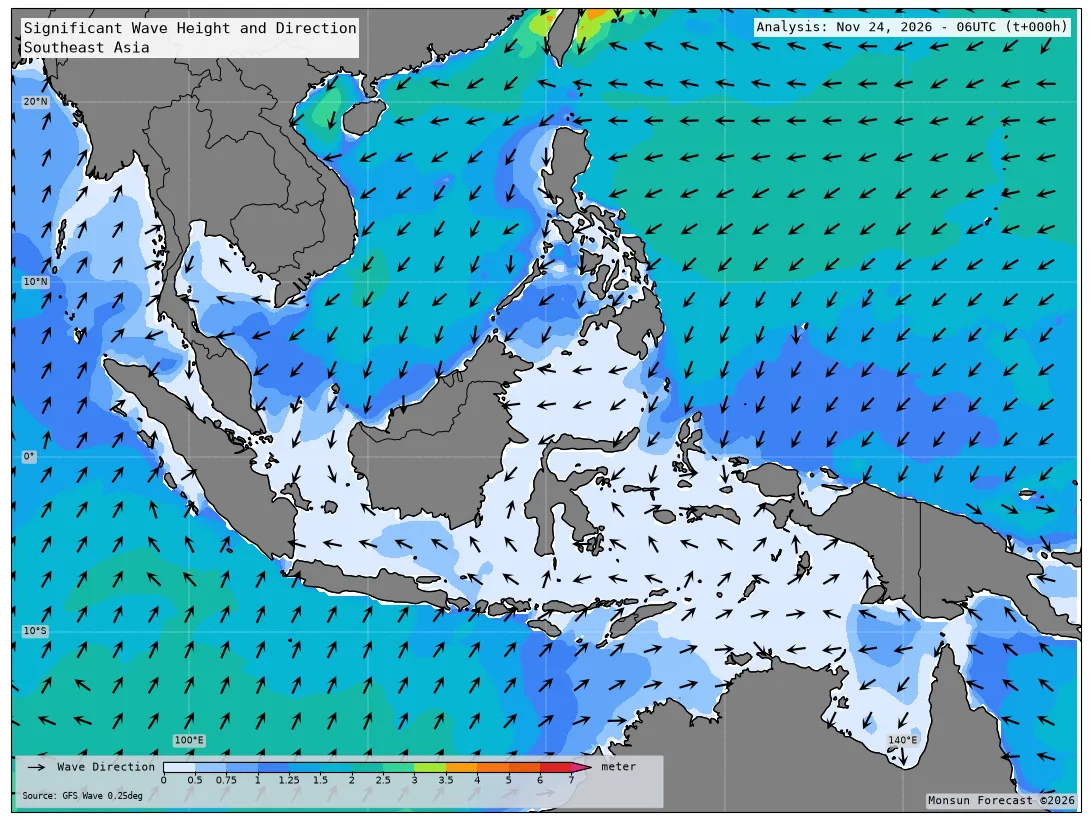 Significant Wave Height and Direction
Southeast Asia
Analysis: Nov 24, 2026 - 06UTC (t+000h)
20°N
10°N
0°
10°S
100°E
140°E
Wave Direction
meter
0 0.5 0.75 1 1.25 1.5 2 2.5 3 3.5 4 5 6 7
Source: GFS Wave 0.25deg
Monsun Forecast ©2026